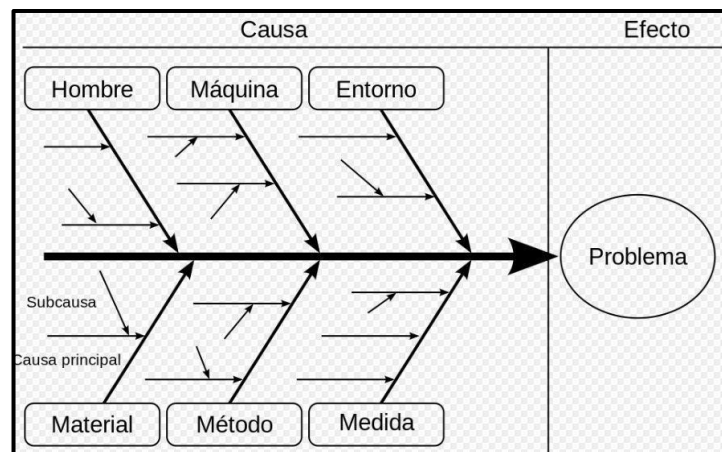 Causa
Efecto
Hombre
Máquina
Entorno
Problema
Subcausa
Causa principal
Material
Método
Medida